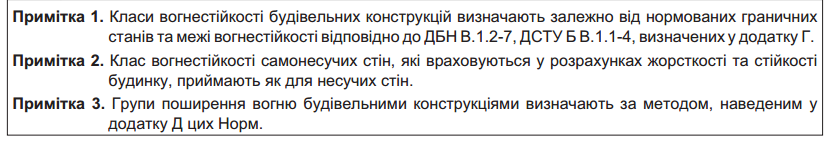 Примітка 1. Класи вогнестійкості будівельних конструкцій визначають залежно від нормованих граничних
станів та межі вогнестійкості відповідно до ДБН В.1.2-7, ДСТУ Б В.1.1-4, визначених у додатку Г.
Примітка 2. Клас вогнестійкості самонесучих стін, які враховуються у розрахунках жорсткості та стійкості
будинку, приймають як для несучих стін.
Примітка 3. Групи поширення вогню будівельними конструкціями визначають за методом, наведеним у
додатку Д цих Норм.